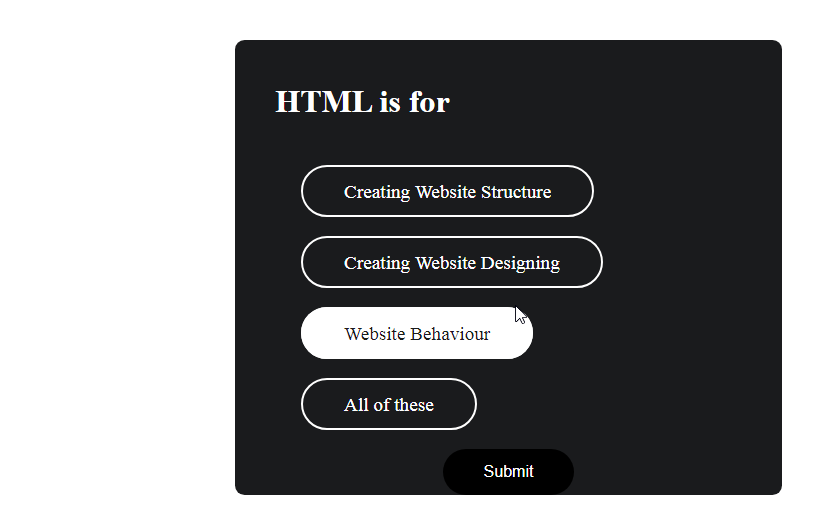 HTML is for
Creating Website Structure
Creating Website Designing
Website Behaviour
All of these
Submit